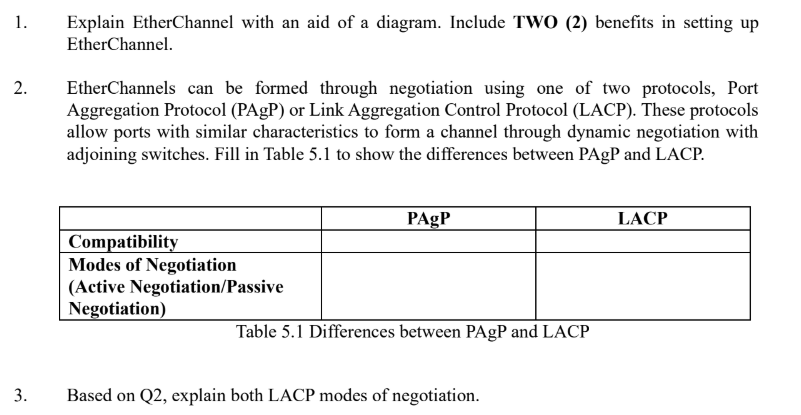 1. Explain EtherChannel with an aid of a diagram. Include TWO (2) benefits in setting up
EtherChannel.
2. EtherChannels can be formed through negotiation using one of two protocols, Port
Aggregation Protocol (PAgP) or Link Aggregation Control Protocol (LACP). These protocols
allow ports with similar characteristics to form a channel through dynamic negotiation with
adjoining switches. Fill in Table 5.1 to show the differences between PAgP and LACP.
PAgP LACP
Compatibility
Modes of Negotiation
(Active Negotiation/Passive
Negotiation)
Table 5.1 Differences between PAgP and LACP
3. Based on Q2, explain both LACP modes of negotiation.